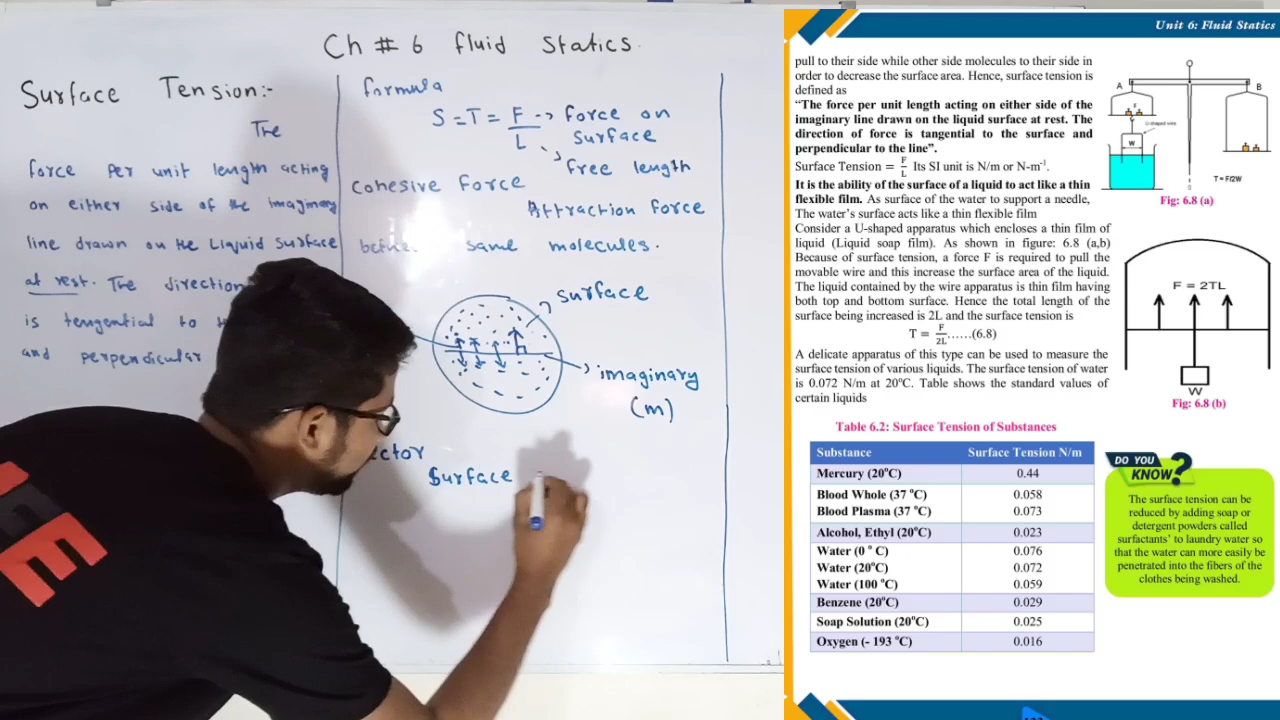 Ch # 6 fluid statics.
Surface Tension:-
The
force per unit length acting
on either side of the imaginary
line drawn on the Liquid Surface
at rest. The direction
is tengential to
and perpendicular
formula
S = T = F/L --> force on
surface
free length
Cohesive force
Attraction force
same molecules.
surface
imaginary
(m)
ctor
Surface
Unit 6: Fluid Statics
pull to their side while other side molecules to their side in
order to decrease the surface area. Hence, surface tension is
defined as
“The force per unit length acting on either side of the
imaginary line drawn on the liquid surface at rest. The
direction of force is tangential to the surface and
perpendicular to the line”.
Surface Tension = F/L Its SI unit is N/m or N-m⁻¹.
It is the ability of the surface of a liquid to act like a thin
flexible film. As surface of the water to support a needle,
The water’s surface acts like a thin flexible film
Consider a U-shaped apparatus which encloses a thin film of
liquid (Liquid soap film). As shown in figure: 6.8 (a,b)
Because of surface tension, a force F is required to pull the
movable wire and this increase the surface area of the liquid.
The liquid contained by the wire apparatus is thin film having
both top and bottom surface. Hence the total length of the
surface being increased is 2L and the surface tension is
T = F/2L ......(6.8)
A delicate apparatus of this type can be used to measure the
surface tension of various liquids. The surface tension of water
is 0.072 N/m at 20°C. Table shows the standard values of
certain liquids
A
B
U-shaped wire
W
T = F/2W
Fig: 6.8 (a)
F = 2TL
W
Fig: 6.8 (b)
Table 6.2: Surface Tension of Substances
Substance Surface Tension N/m
Mercury (20°C) 0.44
Blood Whole (37 °C) 0.058
Blood Plasma (37 °C) 0.073
Alcohol, Ethyl (20°C) 0.023
Water (0 ° C) 0.076
Water (20°C) 0.072
Water (100 °C) 0.059
Benzene (20°C) 0.029
Soap Solution (20°C) 0.025
Oxygen (- 193 °C) 0.016
DO YOU
KNOW?
The surface tension can be
reduced by adding soap or
detergent powders called
surfactants’ to laundry water so
that the water can more easily be
penetrated into the fibers of the
clothes being washed.